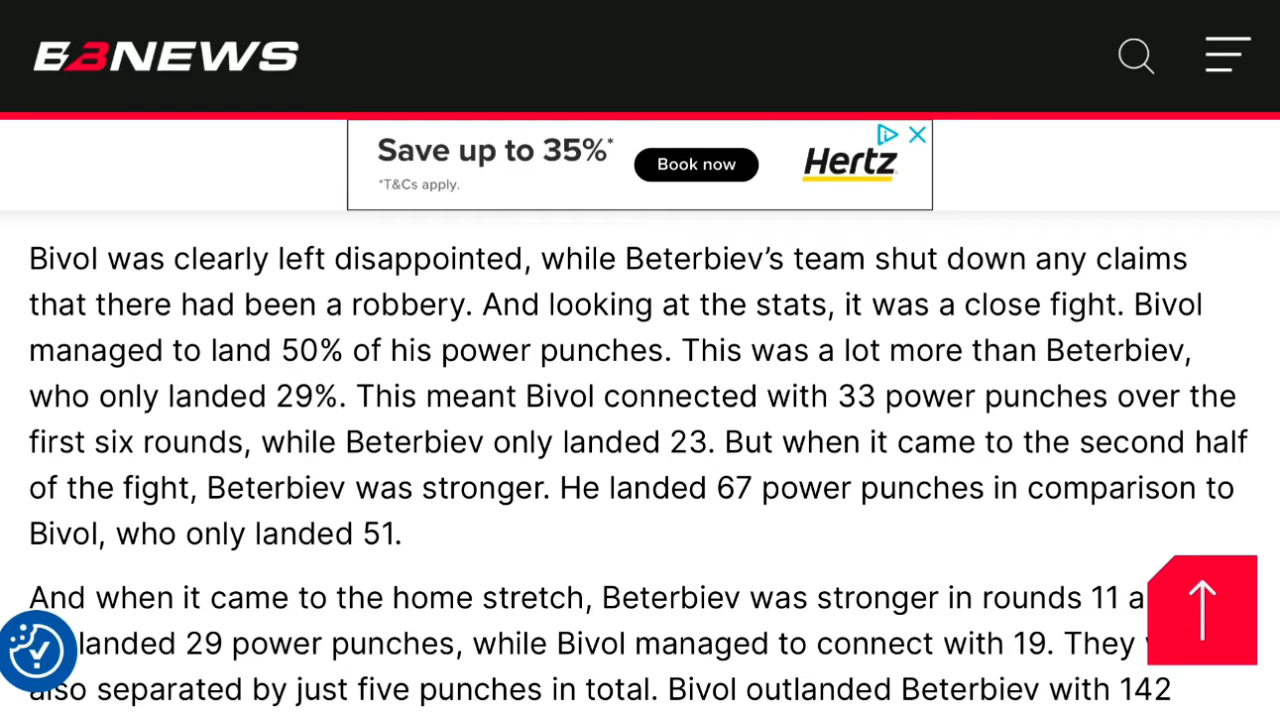 BBNEWS
Save up to 35%*
Book now
Hertz
*T&Cs apply.
Bivol was clearly left disappointed, while Beterbiev’s team shut down any claims
that there had been a robbery. And looking at the stats, it was a close fight. Bivol
managed to land 50% of his power punches. This was a lot more than Beterbiev,
who only landed 29%. This meant Bivol connected with 33 power punches over the
first six rounds, while Beterbiev only landed 23. But when it came to the second half
of the fight, Beterbiev was stronger. He landed 67 power punches in comparison to
Bivol, who only landed 51.
And when it came to the home stretch, Beterbiev was stronger in rounds 11
landed 29 power punches, while Bivol managed to connect with 19. They
also separated by just five punches in total. Bivol outlanded Beterbiev with 142